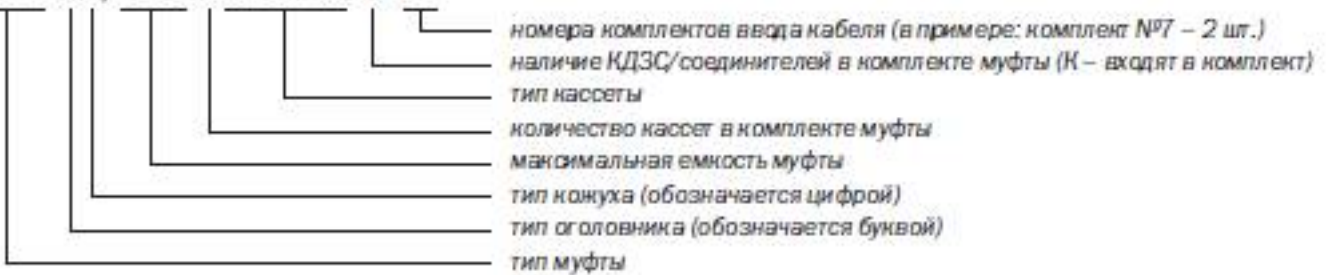 номера комплектов ввода кабеля (в примере: комплект №7 – 2 шт.)
наличие КДЗС/соединителей в комплекте муфты (К – входят в комплект)
тип кассеты
количество кассет в комплекте муфты
максимальная емкость муфты
тип кожуха (обозначается цифрой)
тип оголовника (обозначается буквой)
тип муфты